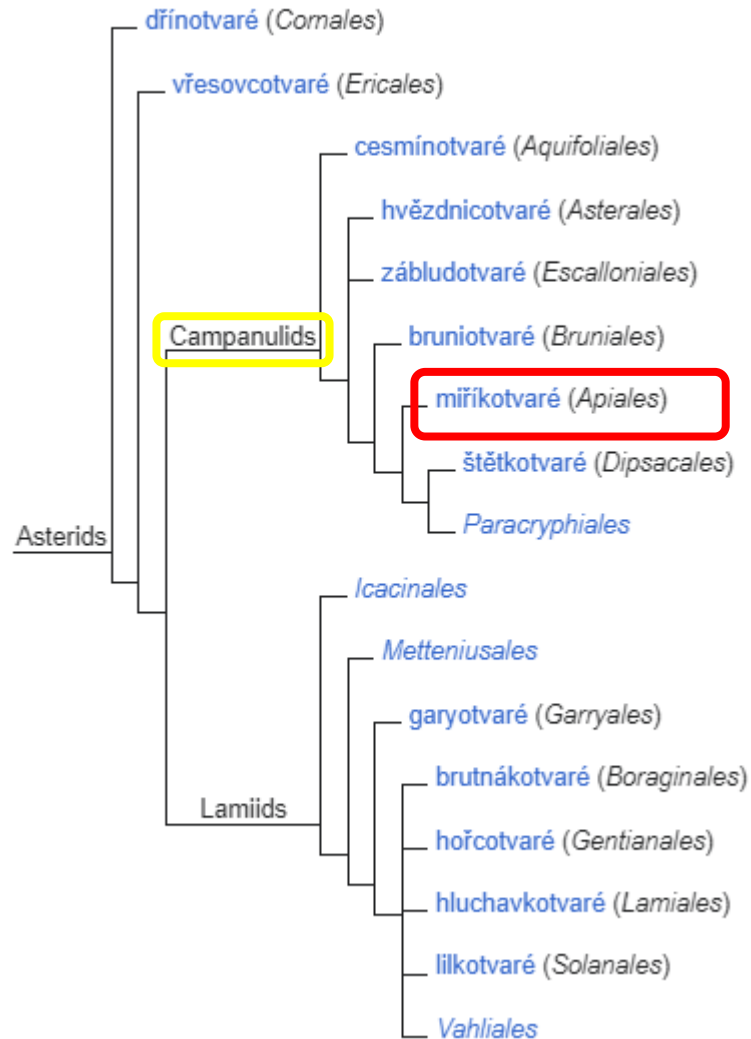 dřínotvaré (Cornales)
vřesovcotvaré (Ericales)
cesmínotvaré (Aquifoliales)
hvězdnicotvaré (Asterales)
zábludotvaré (Escalloniales)
Campanulids
bruniotvaré (Bruniales)
miříkotvaré (Apiales)
štětkotvaré (Dipsacales)
Paracryphiales
Asterids
Icacinales
Metteniusales
garyotvaré (Garryales)
brutnákotvaré (Boraginales)
Lamiids
hořcotvaré (Gentianales)
hluchavkotvaré (Lamiales)
lilkotvaré (Solanales)
Vahliales